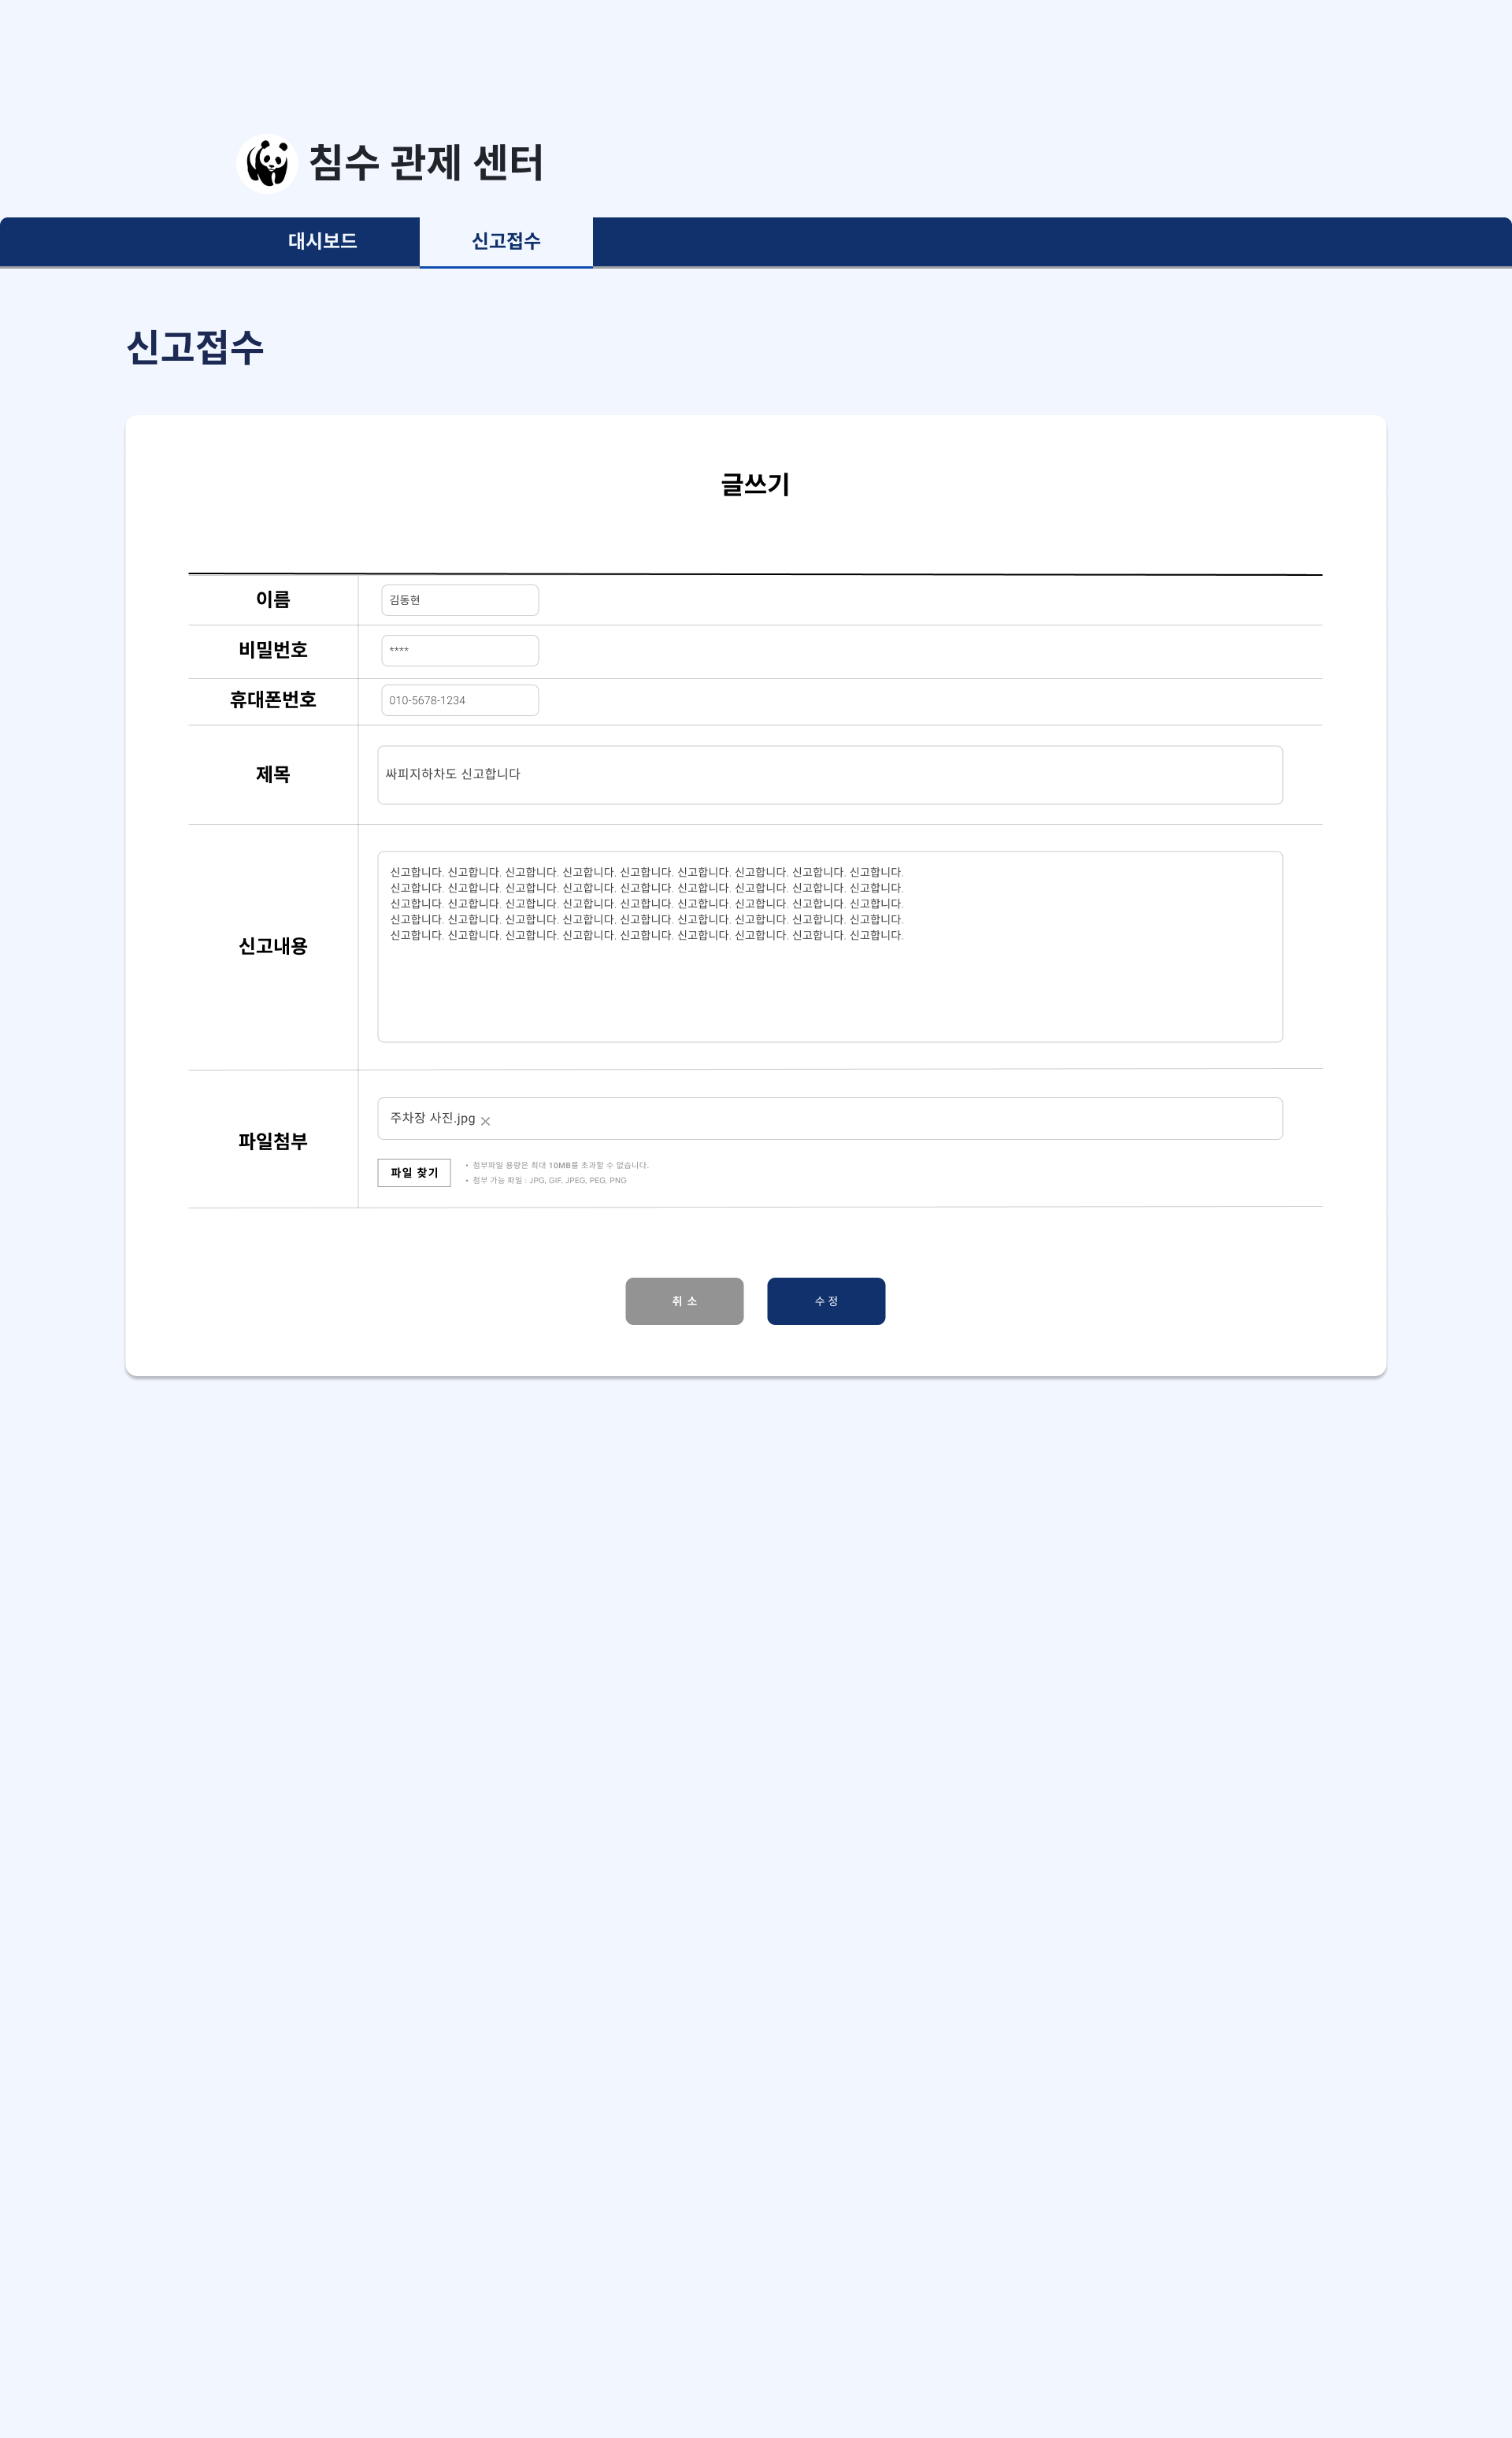 침수 관제 센터
대시보드
신고접수
신고접수
글쓰기
이름
김동현
비밀번호
****
휴대폰번호
010-5678-1234
제목
싸피지하차도 신고합니다
신고내용
신고합니다. 신고합니다. 신고합니다. 신고합니다. 신고합니다. 신고합니다. 신고합니다. 신고합니다. 신고합니다.
신고합니다. 신고합니다. 신고합니다. 신고합니다. 신고합니다. 신고합니다. 신고합니다. 신고합니다. 신고합니다.
신고합니다. 신고합니다. 신고합니다. 신고합니다. 신고합니다. 신고합니다. 신고합니다. 신고합니다. 신고합니다.
신고합니다. 신고합니다. 신고합니다. 신고합니다. 신고합니다. 신고합니다. 신고합니다. 신고합니다. 신고합니다.
신고합니다. 신고합니다. 신고합니다. 신고합니다. 신고합니다. 신고합니다. 신고합니다. 신고합니다. 신고합니다.
파일첨부
주차장 사진.jpg
파일 찾기
• 첨부파일 용량은 최대 10MB를 초과할 수 없습니다.
• 첨부 가능 파일 : JPG, GIF, JPEG, PEG, PNG
취 소
수 정